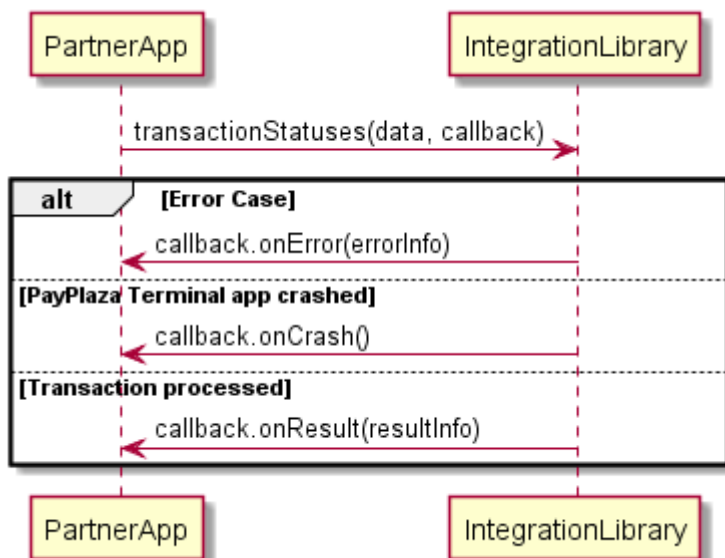 PartnerApp
IntegrationLibrary
transactionStatuses(data, callback)
alt
[Error Case]
callback.onError(errorInfo)
[PayPlaza Terminal app crashed]
callback.onCrash()
[Transaction processed]
callback.onResult(resultInfo)
PartnerApp
IntegrationLibrary